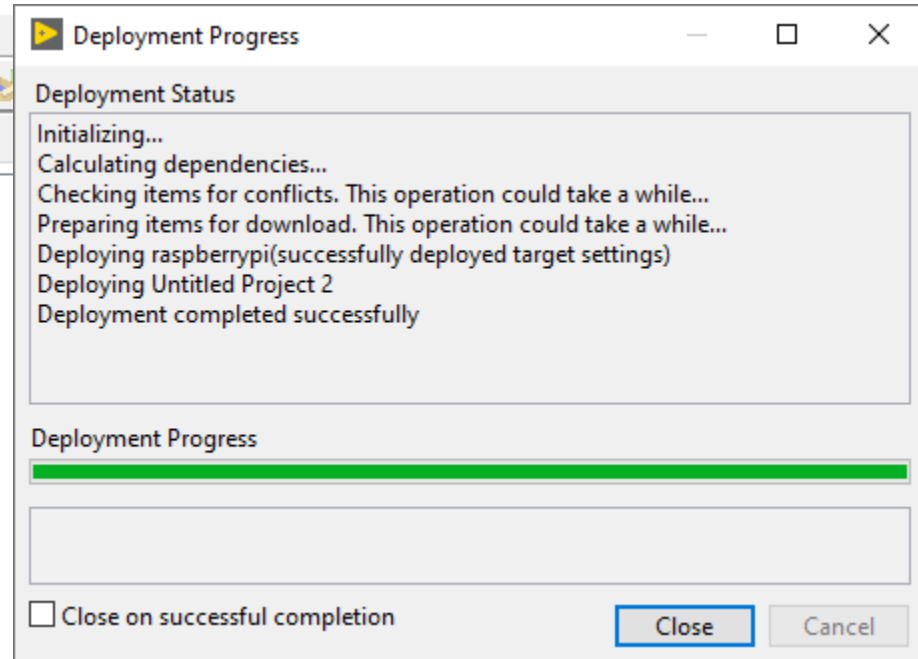 Deployment Progress
Deployment Status
Initializing...
Calculating dependencies...
Checking items for conflicts. This operation could take a while...
Preparing items for download. This operation could take a while...
Deploying raspberrypi(successfully deployed target settings)
Deploying Untitled Project 2
Deployment completed successfully
Deployment Progress
Close on successful completion
Close
Cancel